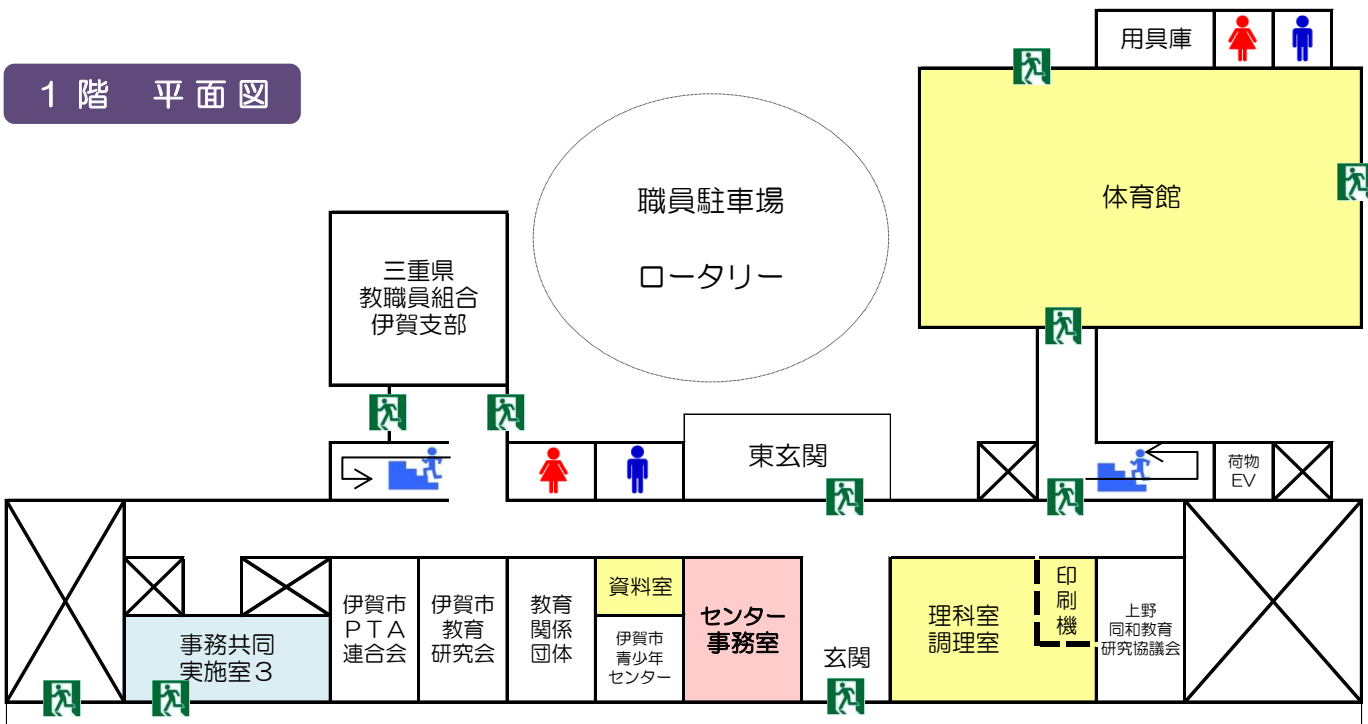 1階 平面図
用具庫
体育館
職員駐車場
ロータリー
三重県
教職員組合
伊賀支部
東玄関
荷物
EV
事務共同
実施室3
伊賀市
PTA
連合会
伊賀市
教育
研究会
教育
関係
団体
資料室
伊賀市
青少年
センター
センター
事務室
玄関
理科室
調理室
印
刷
機
上野
同和教育
研究協議会